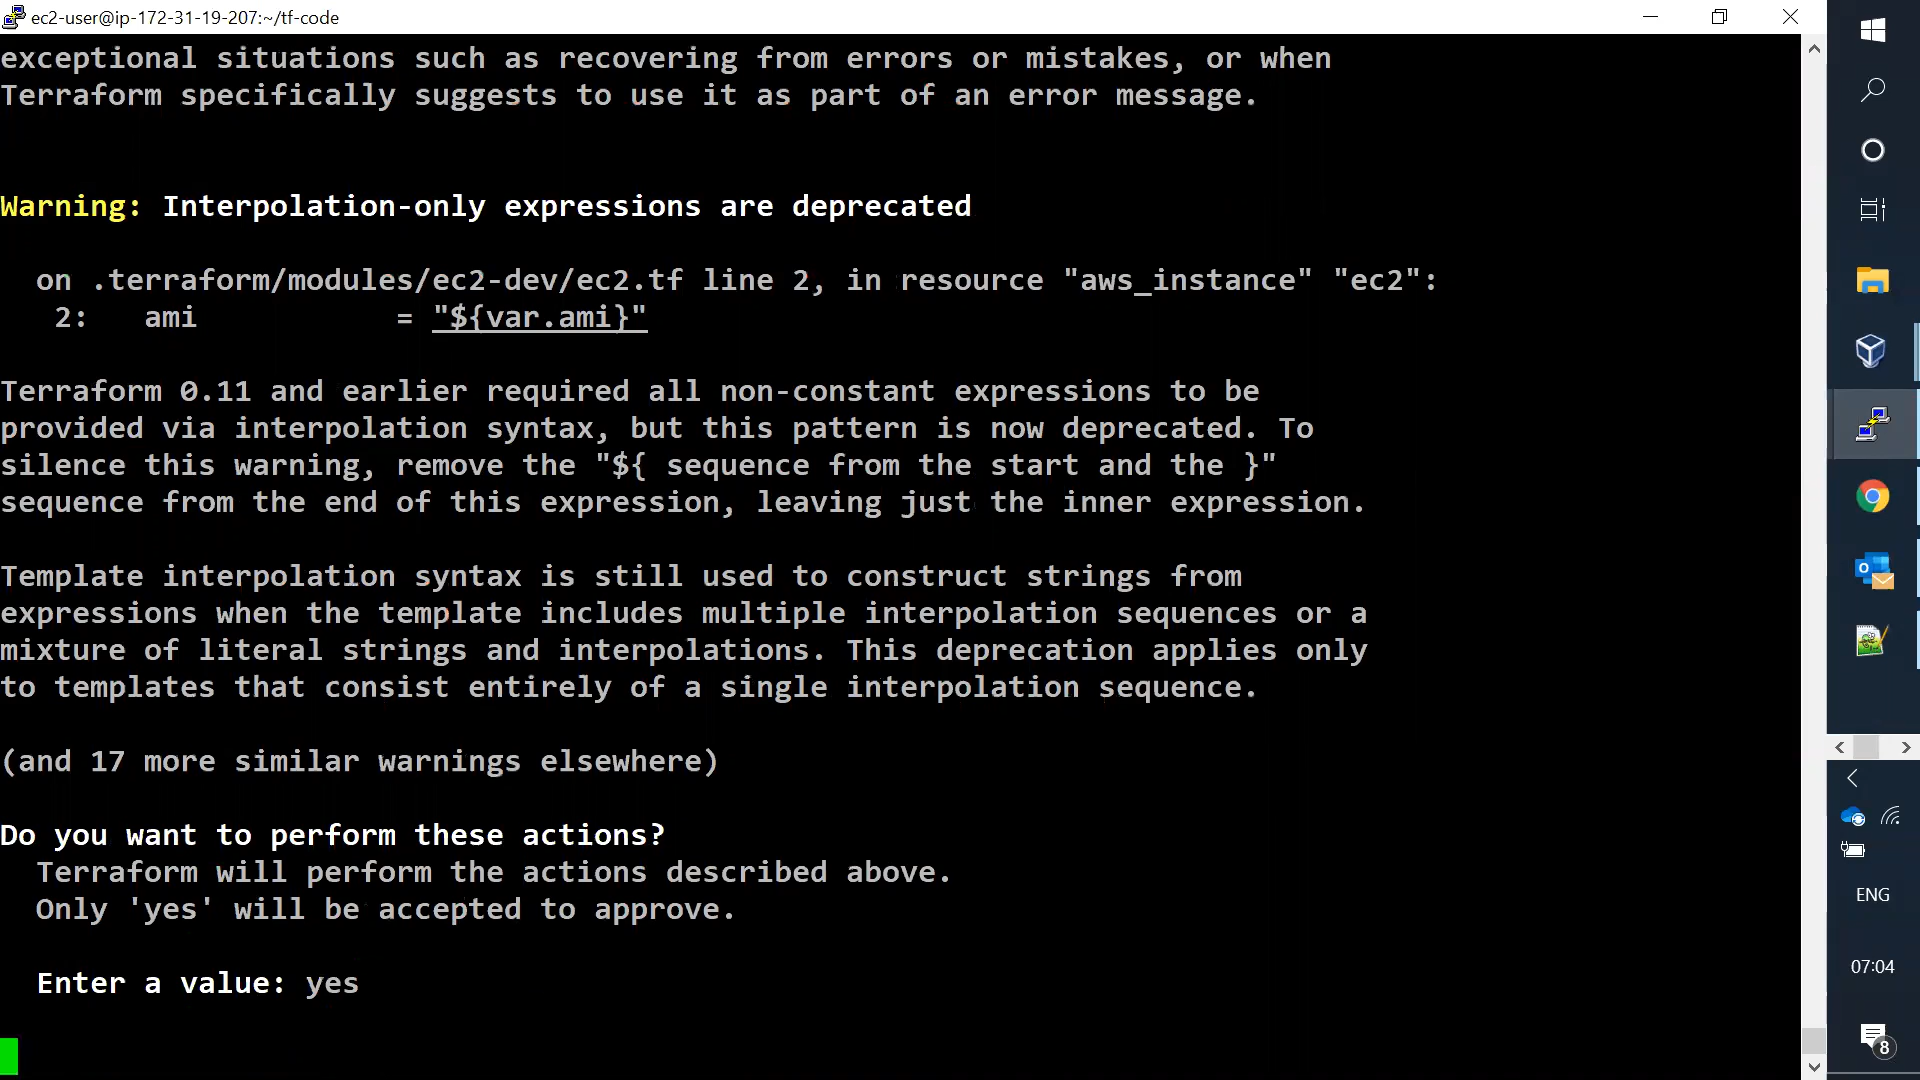 ec2-user@ip-172-31-19-207:~/tf-code
exceptional situations such as recovering from errors or mistakes, or when
Terraform specifically suggests to use it as part of an error message.
Warning: Interpolation-only expressions are deprecated
on .terraform/modules/ec2-dev/ec2.tf line 2, in resource "aws_instance" "ec2":
2: ami = "${var.ami}"
Terraform 0.11 and earlier required all non-constant expressions to be
provided via interpolation syntax, but this pattern is now deprecated. To
silence this warning, remove the "${ sequence from the start and the }"
sequence from the end of this expression, leaving just the inner expression.
Template interpolation syntax is still used to construct strings from
expressions when the template includes multiple interpolation sequences or a
mixture of literal strings and interpolations. This deprecation applies only
to templates that consist entirely of a single interpolation sequence.
(and 17 more similar warnings elsewhere)
Do you want to perform these actions?
Terraform will perform the actions described above.
Only 'yes' will be accepted to approve.
Enter a value: yes
ENG
07:04
8